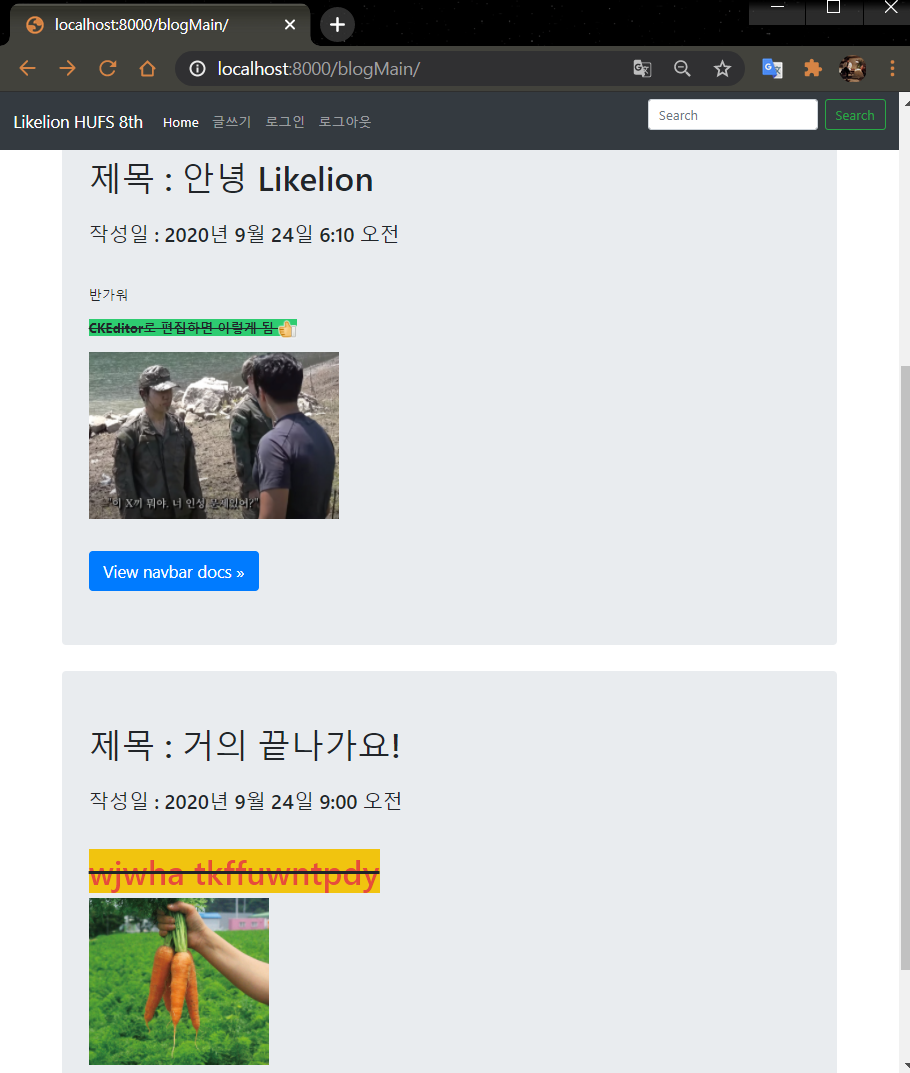 localhost:8000/blogMain/
localhost:8000/blogMain/
Likelion HUFS 8th Home 글쓰기 로그인 로그아웃 Search Search
제목 : 안녕 Likelion
작성일 : 2020년 9월 24일 6:10 오전
반가워
CKEditor로 편집하면 이렇게 됨
"이 X끼 뭐야. 너 인성 문제있어?"
View navbar docs »
제목 : 거의 끝나가요!
작성일 : 2020년 9월 24일 9:00 오전
wjwha tkffuwntpdy